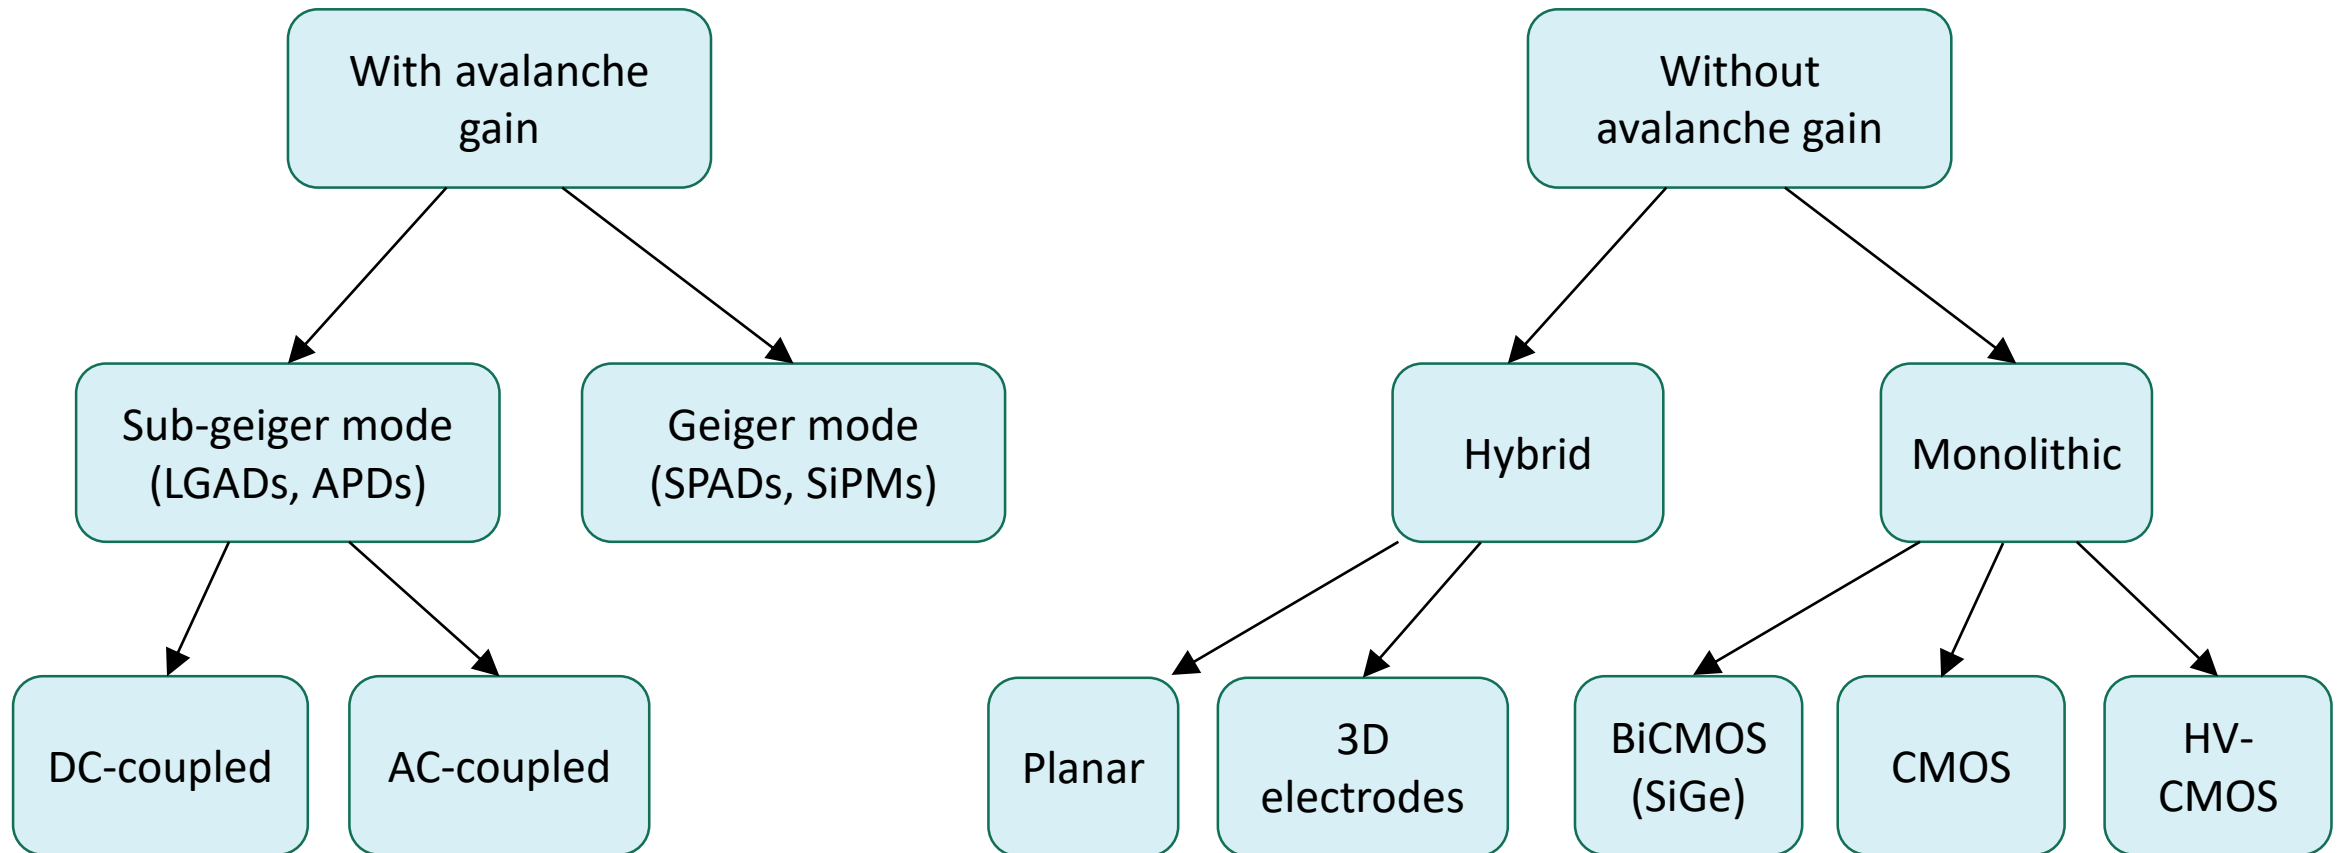 With avalanche
gain
Without
avalanche gain
Sub-geiger mode
(LGADs, APDs)
Geiger mode
(SPADs, SiPMs)
Hybrid
Monolithic
DC-coupled
AC-coupled
Planar
3D
electrodes
BiCMOS
(SiGe)
CMOS
HV-
CMOS